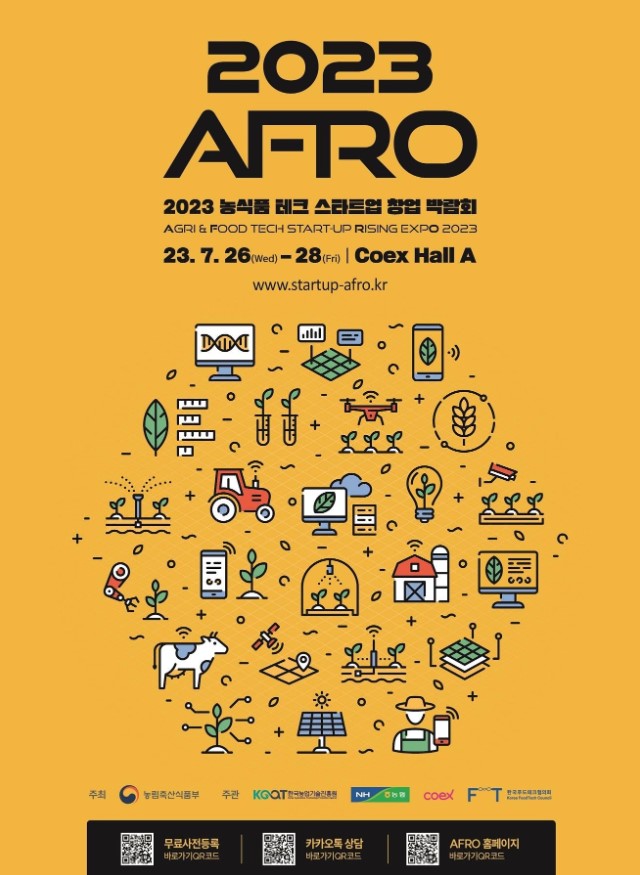 2023
AFRO
2023 농식품 테크 스타트업 창업 박람회
AGRI & FOOD TECH START-UP RISING EXPO 2023
23. 7. 26(Wed) – 28(Fri) | Coex Hall A
www.startup-afro.kr
주최 농림축산식품부 주관 KOAT 한국농업기술진흥원 NH 농협 coex F∞T 한국푸드테크협의회
Korea Food Tech Council
무료사전등록 카카오톡 상담 AFRO 홈페이지
바로가기QR코드 바로가기QR코드 바로가기QR코드